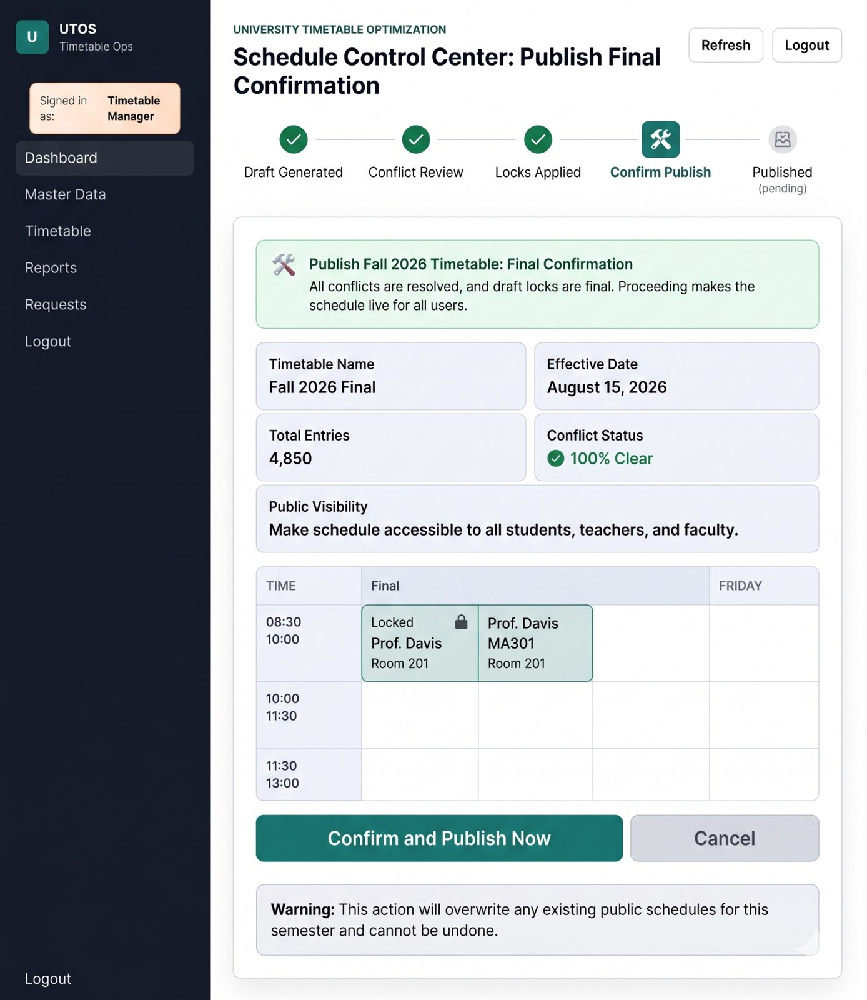 U
UTOS
Timetable Ops
Signed in as:
Timetable Manager
Dashboard
Master Data
Timetable
Reports
Requests
Logout
Logout
UNIVERSITY TIMETABLE OPTIMIZATION
Schedule Control Center: Publish Final
Confirmation
Refresh
Logout
Draft Generated
Conflict Review
Locks Applied
Confirm Publish
Published
(pending)
Publish Fall 2026 Timetable: Final Confirmation
All conflicts are resolved, and draft locks are final. Proceeding makes the
schedule live for all users.
Timetable Name
Fall 2026 Final
Effective Date
August 15, 2026
Total Entries
4,850
Conflict Status
100% Clear
Public Visibility
Make schedule accessible to all students, teachers, and faculty.
TIME
Final
FRIDAY
08:30
10:00
Locked
Prof. Davis
Room 201
Prof. Davis
MA301
Room 201
10:00
11:30
11:30
13:00
Confirm and Publish Now
Cancel
Warning: This action will overwrite any existing public schedules for this
semester and cannot be undone.